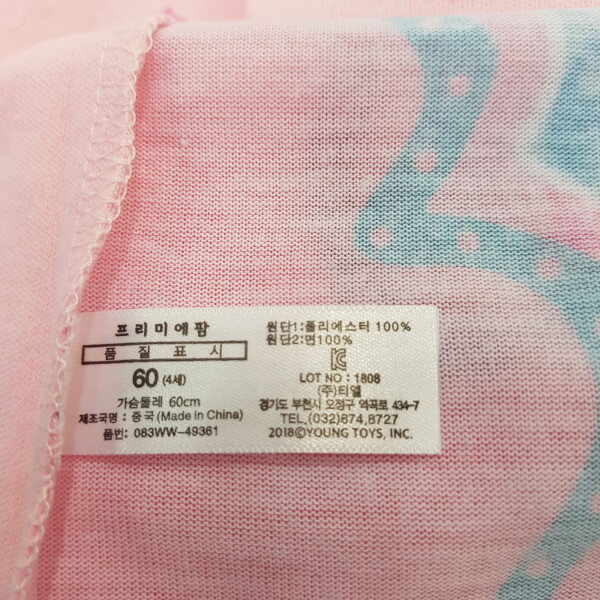 프리미애팜
품질표시
60 (4세)
가슴둘레 60cm
제조국명 : 중국 (Made in China)
품번: 083WW-49361
원단1:폴리에스터 100%
원단2:면100%
KC
LOT NO : 1808
(주)티엘
경기도 부천시 오정구 역곡로 434-7
TEL.(032)874.8727
2018©YOUNG TOYS, INC.